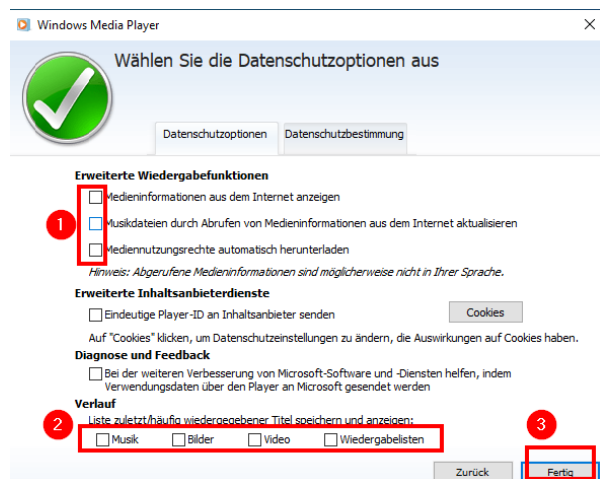 Windows Media Player
Wählen Sie die Datenschutzoptionen aus
Datenschutzoptionen Datenschutzbestimmung
Erweiterte Wiedergabefunktionen
Medieninformationen aus dem Internet anzeigen
1
Musikdateien durch Abrufen von Medieninformationen aus dem Internet aktualisieren
Mediennutzungsrechte automatisch herunterladen
Hinweis: Abgerufene Medieninformationen sind möglicherweise nicht in Ihrer Sprache.
Erweiterte Inhaltsanbieterdienste
Eindeutige Player-ID an Inhaltsanbieter senden Cookies
Auf "Cookies" klicken, um Datenschutzeinstellungen zu ändern, die Auswirkungen auf Cookies haben.
Diagnose und Feedback
Bei der weiteren Verbesserung von Microsoft-Software und -Diensten helfen, indem
Verwendungsdaten über den Player an Microsoft gesendet werden
Verlauf
Liste zuletzt/häufig wiedergegebener Titel speichern und anzeigen:
2 3
Musik Bilder Video Wiedergabelisten
Zurück Fertig